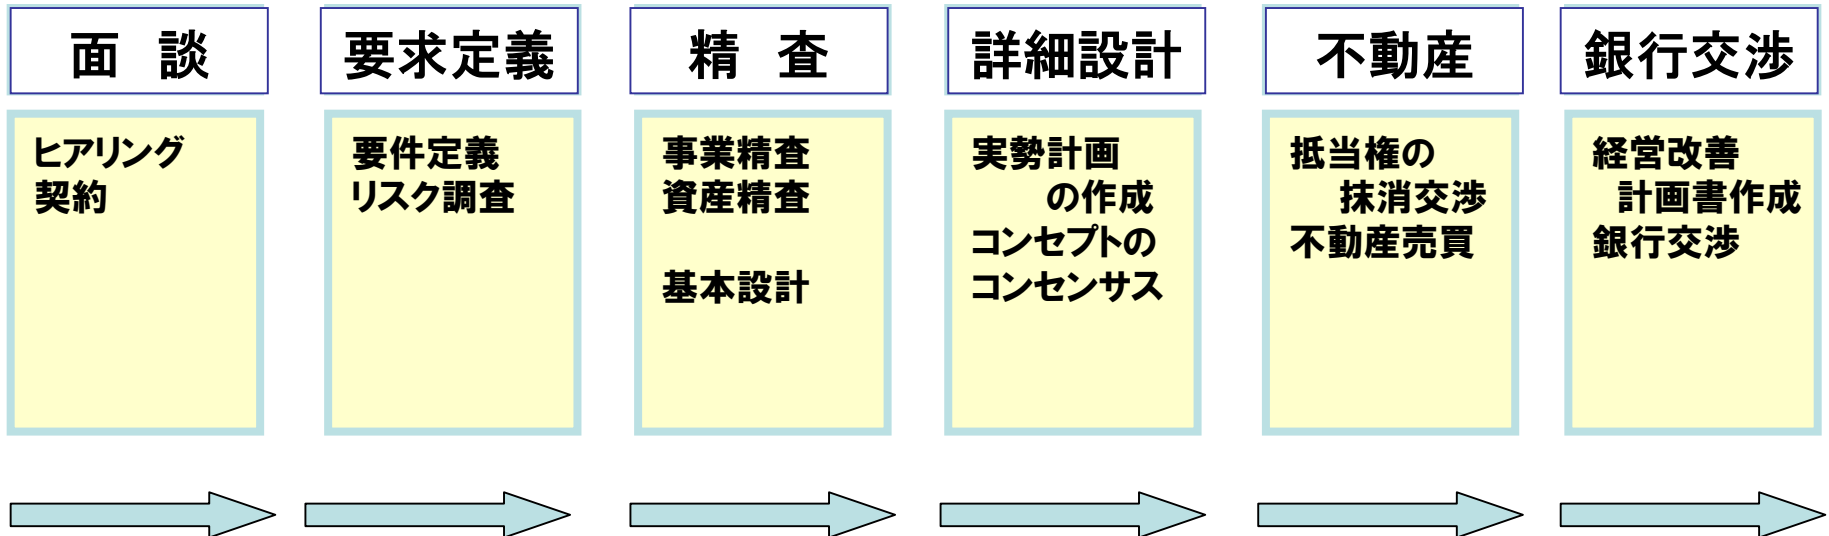 面 談
ヒアリング
契約
要求定義
要件定義
リスク調査
精 査
事業精査
資産精査
基本設計
詳細設計
実勢計画
の作成
コンセプトの
コンセンサス
不動産
抵当権の
抹消交渉
不動産売買
銀行交渉
経営改善
計画書作成
銀行交渉